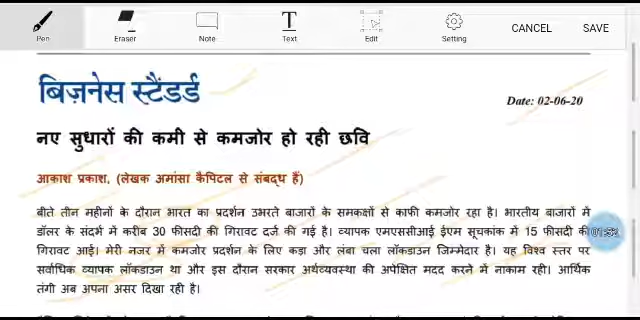 Pen
Eraser
Note
Text
Edit
Setting
CANCEL
SAVE
बिज़नेस स्टैंडर्ड
Date: 02-06-20
नए सुधारों की कमी से कमजोर हो रही छवि
आकाश प्रकाश, (लेखक अमांसा कैपिटल से संबद्ध हैं)
बीते तीन महीनों के दौरान भारत का प्रदर्शन उभरते बाजारों के समकक्षों से काफी कमजोर रहा है। भारतीय बाजारों में
डॉलर के संदर्भ में करीब 30 फीसदी की गिरावट दर्ज की गई है। व्यापक एमएससीआई ईएम सूचकांक में 15 फीसदी की
01:52
गिरावट आई। मेरी नजर में कमजोर प्रदर्शन के लिए कड़ा और लंबा चला लॉकडाउन जिम्मेदार है। यह विश्व स्तर पर
सर्वाधिक व्यापक लॉकडाउन था और इस दौरान सरकार अर्थव्यवस्था की अपेक्षित मदद करने में नाकाम रही। आर्थिक
तंगी अब अपना असर दिखा रही है।